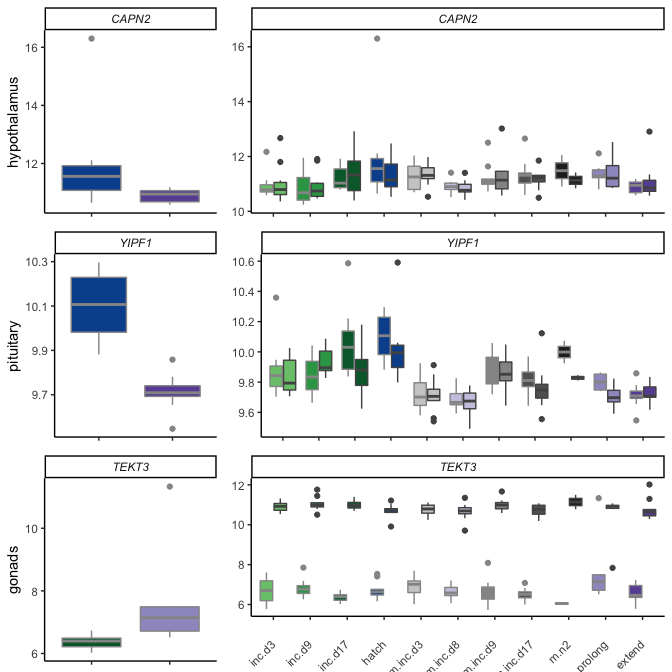 CAPN2
CAPN2
hypothalamus
16
14
12
16
14
12
10
YIPF1
YIPF1
pituitary
10.3
10.1
9.9
9.7
10.6
10.4
10.2
10.0
9.8
9.6
TEKT3
TEKT3
gonads
10
8
6
12
10
8
6
inc.d3
inc.d9
inc.d17
hatch
m.inc.d3
m.inc.d8
m.inc.d9
m.inc.d17
m.n2
prolong
extend